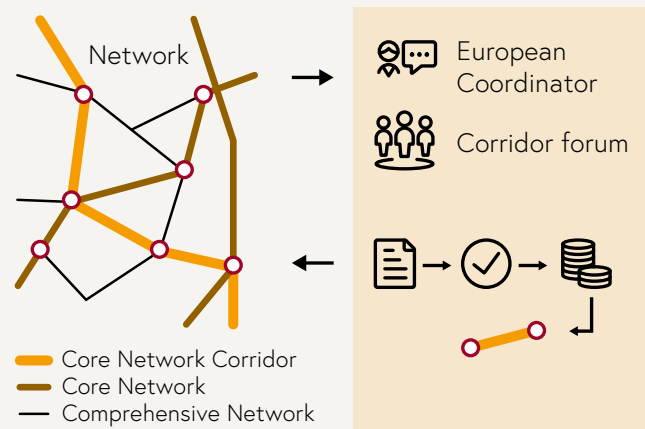 Network
European
Coordinator
Corridor forum
Core Network Corridor
Core Network
Comprehensive Network